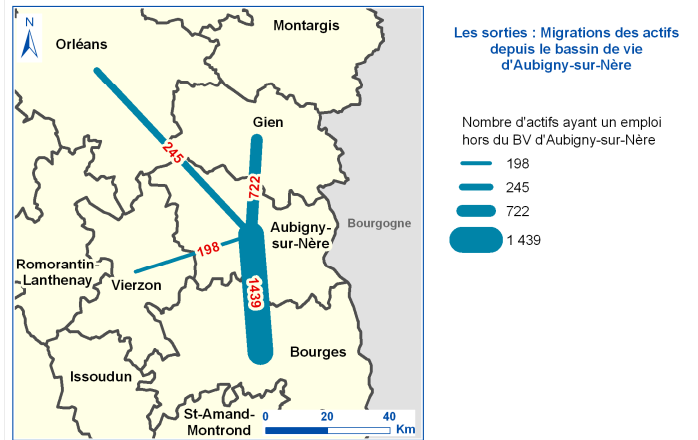 N
Montargis
Orléans
Gien
245
722
Aubigny-
sur-Nère
Bourgogne
198
Romorantin-
Lanthenay
Vierzon
1439
Bourges
Issoudun
St-Amand-
Montrond
0 20 40
Km
Les sorties : Migrations des actifs
depuis le bassin de vie
d'Aubigny-sur-Nère
Nombre d'actifs ayant un emploi
hors du BV d'Aubigny-sur-Nère
198
245
722
1 439